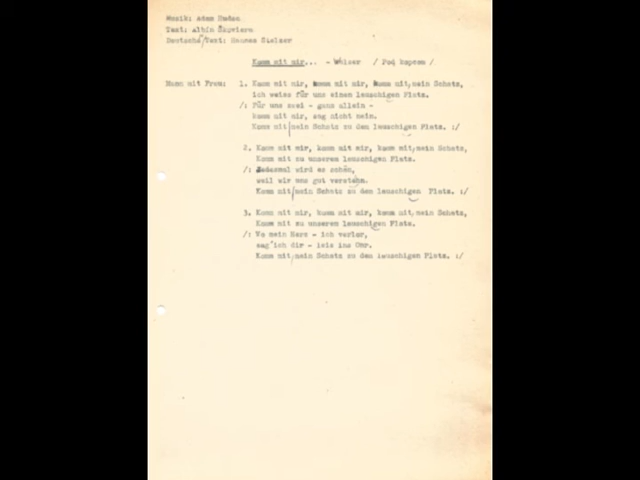 Musik: Adam Hudec
Text: Albín Škoviera
Deutsche/Text: Hannes
Komm mit mir... - Walzer / Pod kopcom /
Mann mit Frau: 1. Komm mit mir, komm mit mir, komm mit, mein Schatz,
ich weiss für uns einen lauschigen Platz.
/: Für uns zwei - ganz allein -
komm mit mir, sag nicht nein.
Komm mit mein Schatz zu dem lauschigen Platz. :/
2. Komm mit mir, komm mit mir, komm mit, mein Schatz,
Komm mit zu unserem lauschigen Platz.
/: Jedesmal wird es schön,
weil wir uns gut verstehn.
Komm mit mein Schatz zu dem lauschigen Platz. :/
3. Komm mit mir, komm mit mir, komm mit, mein Schatz,
Komm mit zu unserem lauschigen Platz.
/: Wo mein Herz - ich verlor,
sag ich dir - leis ins Ohr.
Komm mit mein Schatz zu dem lauschigen Platz. :/